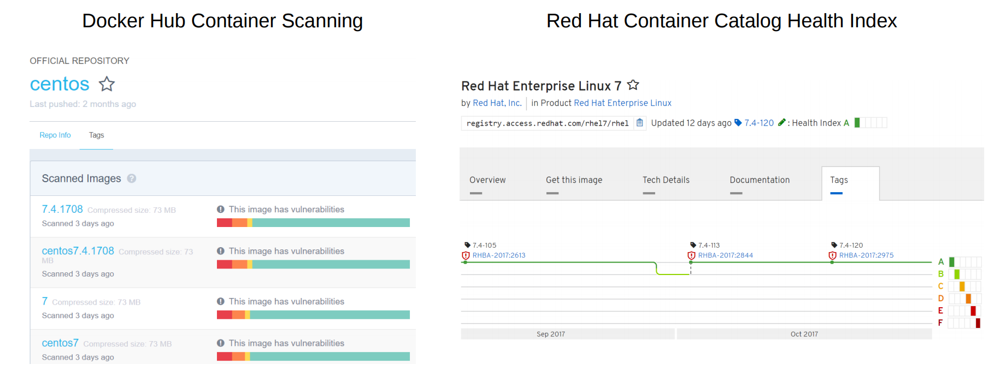 Docker Hub Container Scanning
OFFICIAL REPOSITORY
centos
Last pushed: 2 months ago
Repo Info Tags
Scanned Images ?
7.4.1708 Compressed size: 73 MB
Scanned 3 days ago
This image has vulnerabilities
centos7.4.1708 Compressed size: 73
MB
Scanned 3 days ago
This image has vulnerabilities
7 Compressed size: 73 MB
Scanned 3 days ago
This image has vulnerabilities
centos7 Compressed size: 73 MB
Scanned 3 days ago
This image has vulnerabilities
Red Hat Container Catalog Health Index
Red Hat Enterprise Linux 7
by Red Hat, Inc. in Product Red Hat Enterprise Linux
registry.access.redhat.com/rhel7/rhel Updated 12 days ago 7.4-120 : Health Index A
Overview Get this image Tech Details Documentation Tags
7.4-105 7.4-113 7.4-120
RHBA-2017:2613 RHBA-2017:2844 RHBA-2017:2975
A
B
C
D
E
F
Sep 2017 Oct 2017